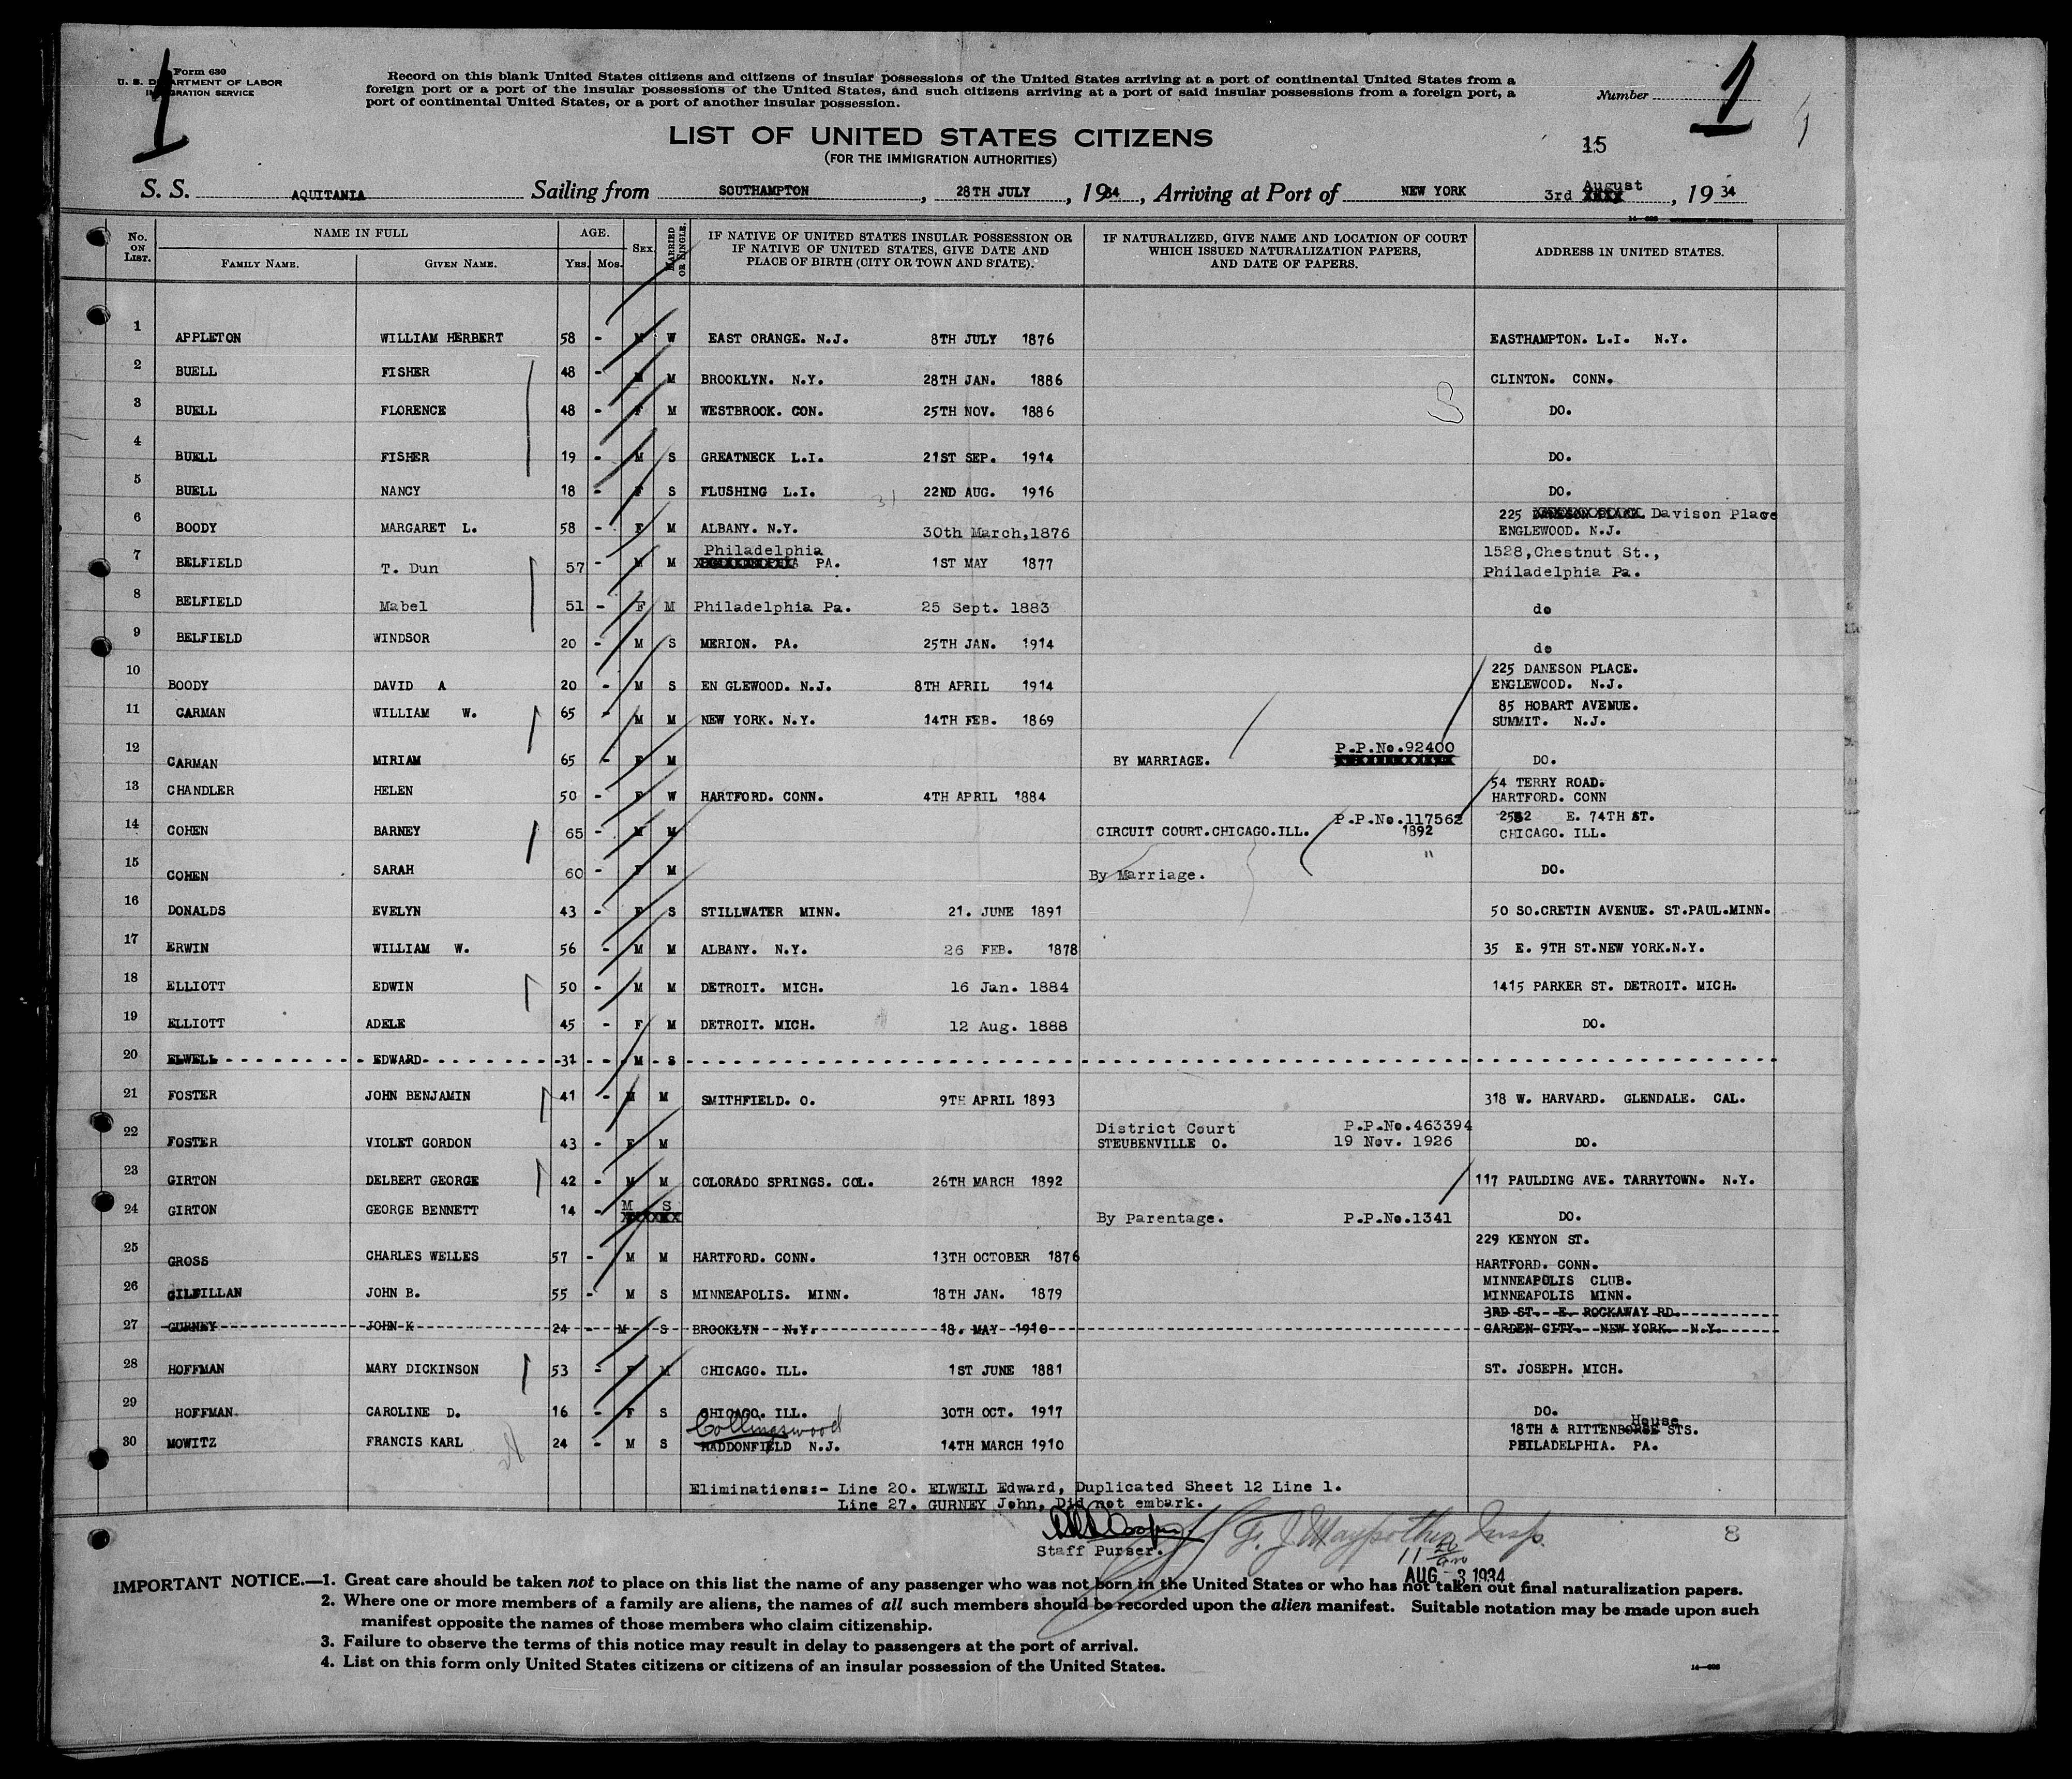 Form 630
U. S. DEPARTMENT OF LABOR
IMMIGRATION SERVICE
1
Record on this blank United States citizens and citizens of insular possessions of the United States arriving at a port of continental United States from a
foreign port or a port of the insular possessions of the United States, and such citizens arriving at a port of said insular possessions from a foreign port, a
port of continental United States, or a port of another insular possession.
Number 1
LIST OF UNITED STATES CITIZENS
(FOR THE IMMIGRATION AUTHORITIES)
15
S. S. AQUITANIA Sailing from SOUTHAMPTON, 28TH JULY, 1934, Arriving at Port of NEW YORK 3rd August, 1934
14—608
No. ON LIST. NAME IN FULL FAMILY NAME. GIVEN NAME. AGE. Yrs. Mos. SEX. MARRIED OR SINGLE. IF NATIVE OF UNITED STATES INSULAR POSSESSION OR IF NATIVE OF UNITED STATES, GIVE DATE AND PLACE OF BIRTH (CITY OR TOWN AND STATE). IF NATURALIZED, GIVE NAME AND LOCATION OF COURT WHICH ISSUED NATURALIZATION PAPERS, AND DATE OF PAPERS. ADDRESS IN UNITED STATES.
1 APPLETON WILLIAM HERBERT 58 - M W EAST ORANGE. N.J. 8TH JULY 1876 EASTHAMPTON. L.I. N.Y.
2 BUELL FISHER 48 - M M BROOKLYN. N.Y. 28TH JAN. 1886 CLINTON. CONN.
3 BUELL FLORENCE 48 - F M WESTBROOK. CON. 25TH NOV. 1886 DO.
4 BUELL FISHER 19 - M S GREATNECK L.I. 21ST SEP. 1914 DO.
5 BUELL NANCY 18 - F S FLUSHING L.I. 22ND AUG. 1916 DO.
6 BOODY MARGARET L. 58 - F M ALBANY. N.Y. 30th March,1876 225 Davison Place
ENGLEWOOD. N.J.
7 BELFIELD T. Dun 57 - M M Philadelphia PA. 1ST MAY 1877 1528,Chestnut St.,
Philadelphia Pa.
8 BELFIELD Mabel 51 - F M Philadelphia Pa. 25 Sept. 1883 do
9 BELFIELD WINDSOR 20 - M S MERION. PA. 25TH JAN. 1914 do
10 BOODY DAVID A 20 - M S EN GLEWOOD. N.J. 8TH APRIL 1914 225 DANESON PLACE.
ENGLEWOOD. N.J.
11 CARMAN WILLIAM W. 65 - M M NEW YORK. N.Y. 14TH FEB. 1869 85 HOBART AVENUE.
SUMMIT. N.J.
12 CARMAN MIRIAM 65 - F M BY MARRIAGE. P.P.No.92400 DO.
13 CHANDLER HELEN 50 - F W HARTFORD. CONN. 4TH APRIL 1884 54 TERRY ROAD.
HARTFORD. CONN
14 COHEN BARNEY 65 - M M CIRCUIT COURT.CHICAGO.ILL. P.P.No.117562 1892 E. 74TH ST.
CHICAGO. ILL.
15 COHEN SARAH 60 - F M By Marriage. " DO.
16 DONALDS EVELYN 43 - F S STILLWATER MINN. 21. JUNE 1891 50 SO.CRETIN AVENUE. ST.PAUL.MINN.
17 ERWIN WILLIAM W. 56 - M M ALBANY. N.Y. 26 FEB. 1878 35 E. 9TH ST.NEW YORK.N.Y.
18 ELLIOTT EDWIN 50 - M M DETROIT. MICH. 16 Jan. 1884 1415 PARKER ST. DETROIT. MICH.
19 ELLIOTT ADELE 45 - F M DETROIT. MICH. 12 Aug. 1888 DO.
20 ELWELL EDWARD 31 - M S
21 FOSTER JOHN BENJAMIN 41 - M M SMITHFIELD. O. 9TH APRIL 1893 318 W. HARVARD. GLENDALE. CAL.
22 FOSTER VIOLET GORDON 43 - F M District Court P.P.No.463394
STEUBENVILLE O. 19 Nov. 1926 DO.
23 GIRTON DELBERT GEORGE 42 - M M COLORADO SPRINGS. COL. 26TH MARCH 1892 117 PAULDING AVE. TARRYTOWN. N.Y.
24 GIRTON GEORGE BENNETT 14 - M S By Parentage. P.P.No.1341 DO.
25 GROSS CHARLES WELLES 57 - M M HARTFORD. CONN. 13TH OCTOBER 1876 229 KENYON ST.
HARTFORD. CONN.
26 GILFILLAN JOHN B. 55 - M S MINNEAPOLIS. MINN. 18TH JAN. 1879 MINNEAPOLIS CLUB.
MINNEAPOLIS MINN.
27 GURNEY JOHN K 24 - M S BROOKLYN N.Y. 18. MAY 1910 3RD ST. E. ROCKAWAY RD.
GARDEN CITY. NEW YORK. N.Y.
28 HOFFMAN MARY DICKINSON 53 - F M CHICAGO. ILL. 1ST JUNE 1881 ST. JOSEPH. MICH.
29 HOFFMAN. CAROLINE D. 16 - F S CHICAGO. ILL. 30TH OCT. 1917 DO.
30 MOWITZ FRANCIS KARL 24 - M S Collingswood HADDONFIELD N.J. 14TH MARCH 1910 18TH & RITTENHouse STS.
PHILADELPHIA. PA.
Eliminations:- Line 20. ELWELL Edward, Duplicated Sheet 12 Line 1.
Line 27. GURNEY John, Did not embark.
Staff Purser.
8
AUG 3 1934
IMPORTANT NOTICE.—1. Great care should be taken not to place on this list the name of any passenger who was not born in the United States or who has not taken out final naturalization papers.
2. Where one or more members of a family are aliens, the names of all such members should be recorded upon the alien manifest. Suitable notation may be made upon such
manifest opposite the names of those members who claim citizenship.
3. Failure to observe the terms of this notice may result in delay to passengers at the port of arrival.
4. List on this form only United States citizens or citizens of an insular possession of the United States.
14—608